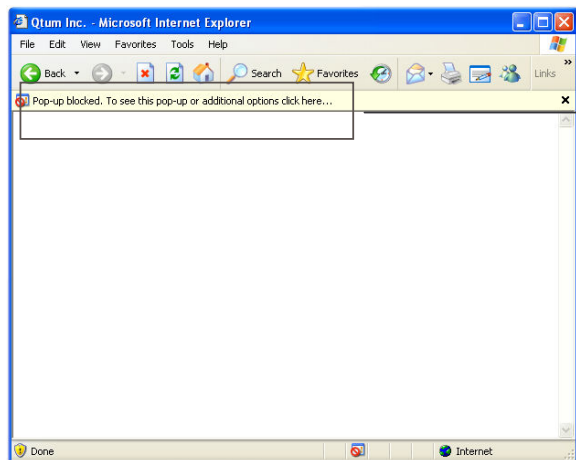 Qtum Inc. - Microsoft Internet Explorer
File Edit View Favorites Tools Help
Back Search Favorites Links
Pop-up blocked. To see this pop-up or additional options click here...
Done Internet